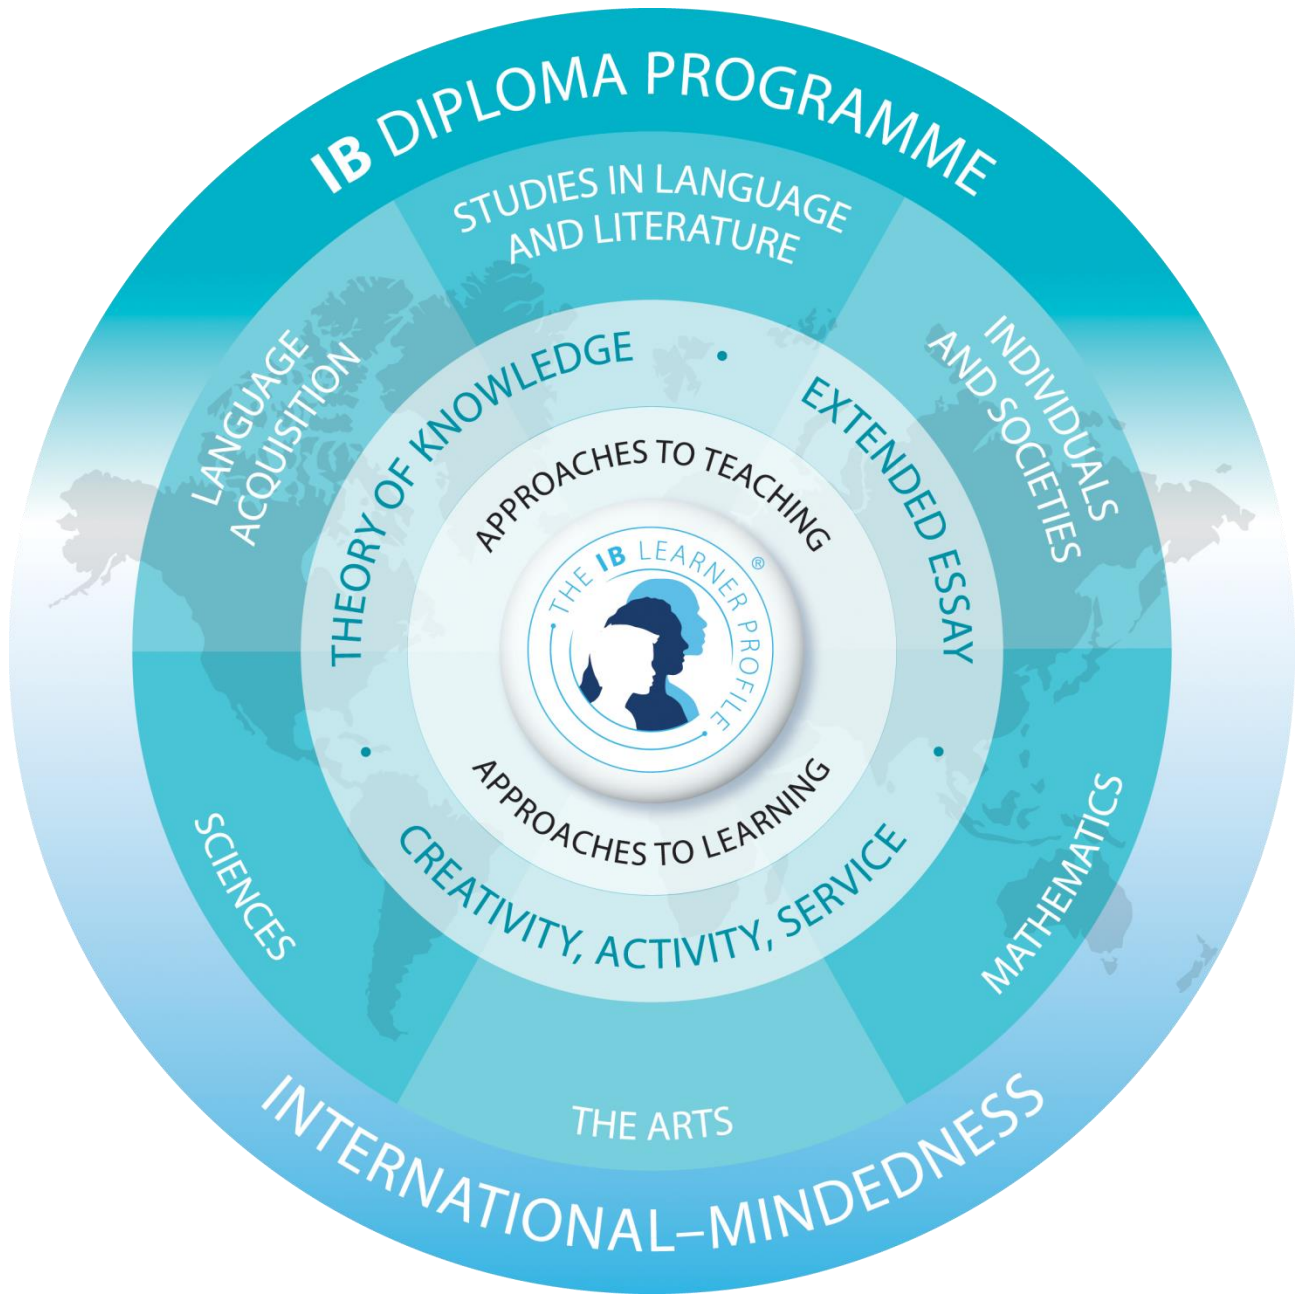 IB DIPLOMA PROGRAMME
STUDIES IN LANGUAGE
AND LITERATURE
LANGUAGE
ACQUISITION
INDIVIDUALS
AND SOCIETIES
THEORY OF KNOWLEDGE
•
EXTENDED ESSAY
•
APPROACHES TO TEACHING
THE IB LEARNER PROFILE
®
APPROACHES TO LEARNING
•
CREATIVITY, ACTIVITY, SERVICE
SCIENCES
MATHEMATICS
THE ARTS
INTERNATIONAL–MINDEDNESS